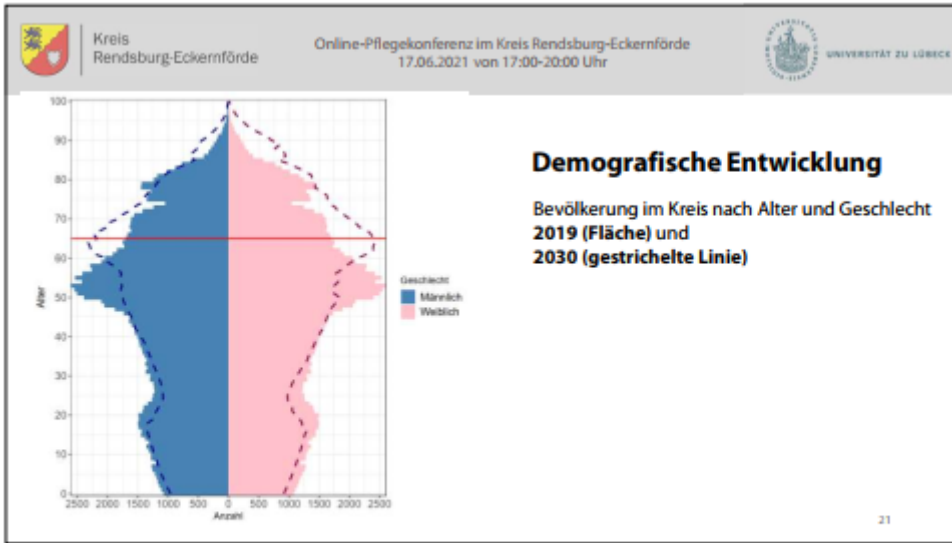 Kreis
Rendsburg-Eckernförde
Online-Pflegekonferenz im Kreis Rendsburg-Eckernförde
17.06.2021 von 17:00-20:00 Uhr
UNIVERSITÄT ZU LÜBECK
Demografische Entwicklung
Bevölkerung im Kreis nach Alter und Geschlecht
2019 (Fläche) und
2030 (gestrichelte Linie)
100
90
80
70
60
50
40
30
20
10
0
Alter
2500 2000 1500 1000 500 0 500 1000 1500 2000 2500
Anzahl
Geschlecht
Männlich
Weiblich
21